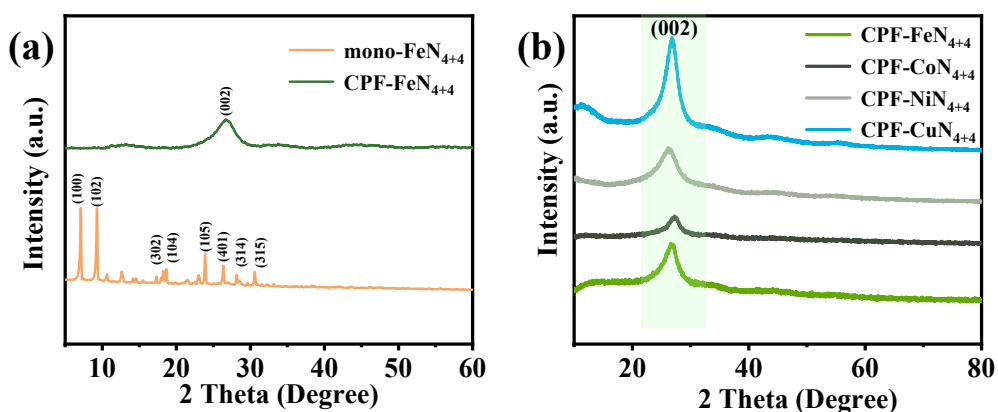 (a)
mono-FeN₄₊₄
CPF-FeN₄₊₄
(002)
(100)
(102)
(302)
(104)
(105)
(401)
(314)
(315)
Intensity (a.u.)
10 20 30 40 50 60
2 Theta (Degree)
(b)
(002)
CPF-FeN₄₊₄
CPF-CoN₄₊₄
CPF-NiN₄₊₄
CPF-CuN₄₊₄
Intensity (a.u.)
20 40 60 80
2 Theta (Degree)